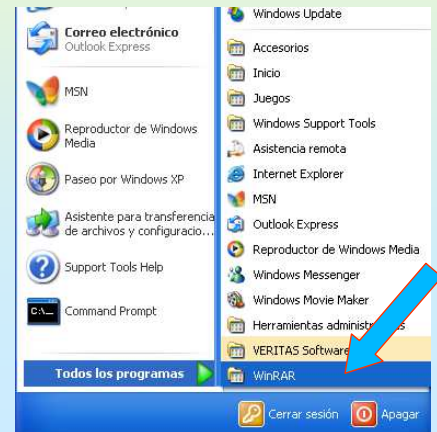 Correo electrónico
Outlook Express
MSN
Reproductor de Windows
Media
Paseo por Windows XP
Asistente para transferencia
de archivos y configuracio...
Support Tools Help
C:\_
Command Prompt
Todos los programas
Windows Update
Accesorios
Inicio
Juegos
Windows Support Tools
Asistencia remota
Internet Explorer
MSN
Outlook Express
Reproductor de Windows Media
Windows Messenger
Windows Movie Maker
Herramientas
VERITAS Software
WinRAR
Cerrar sesión
Apagar